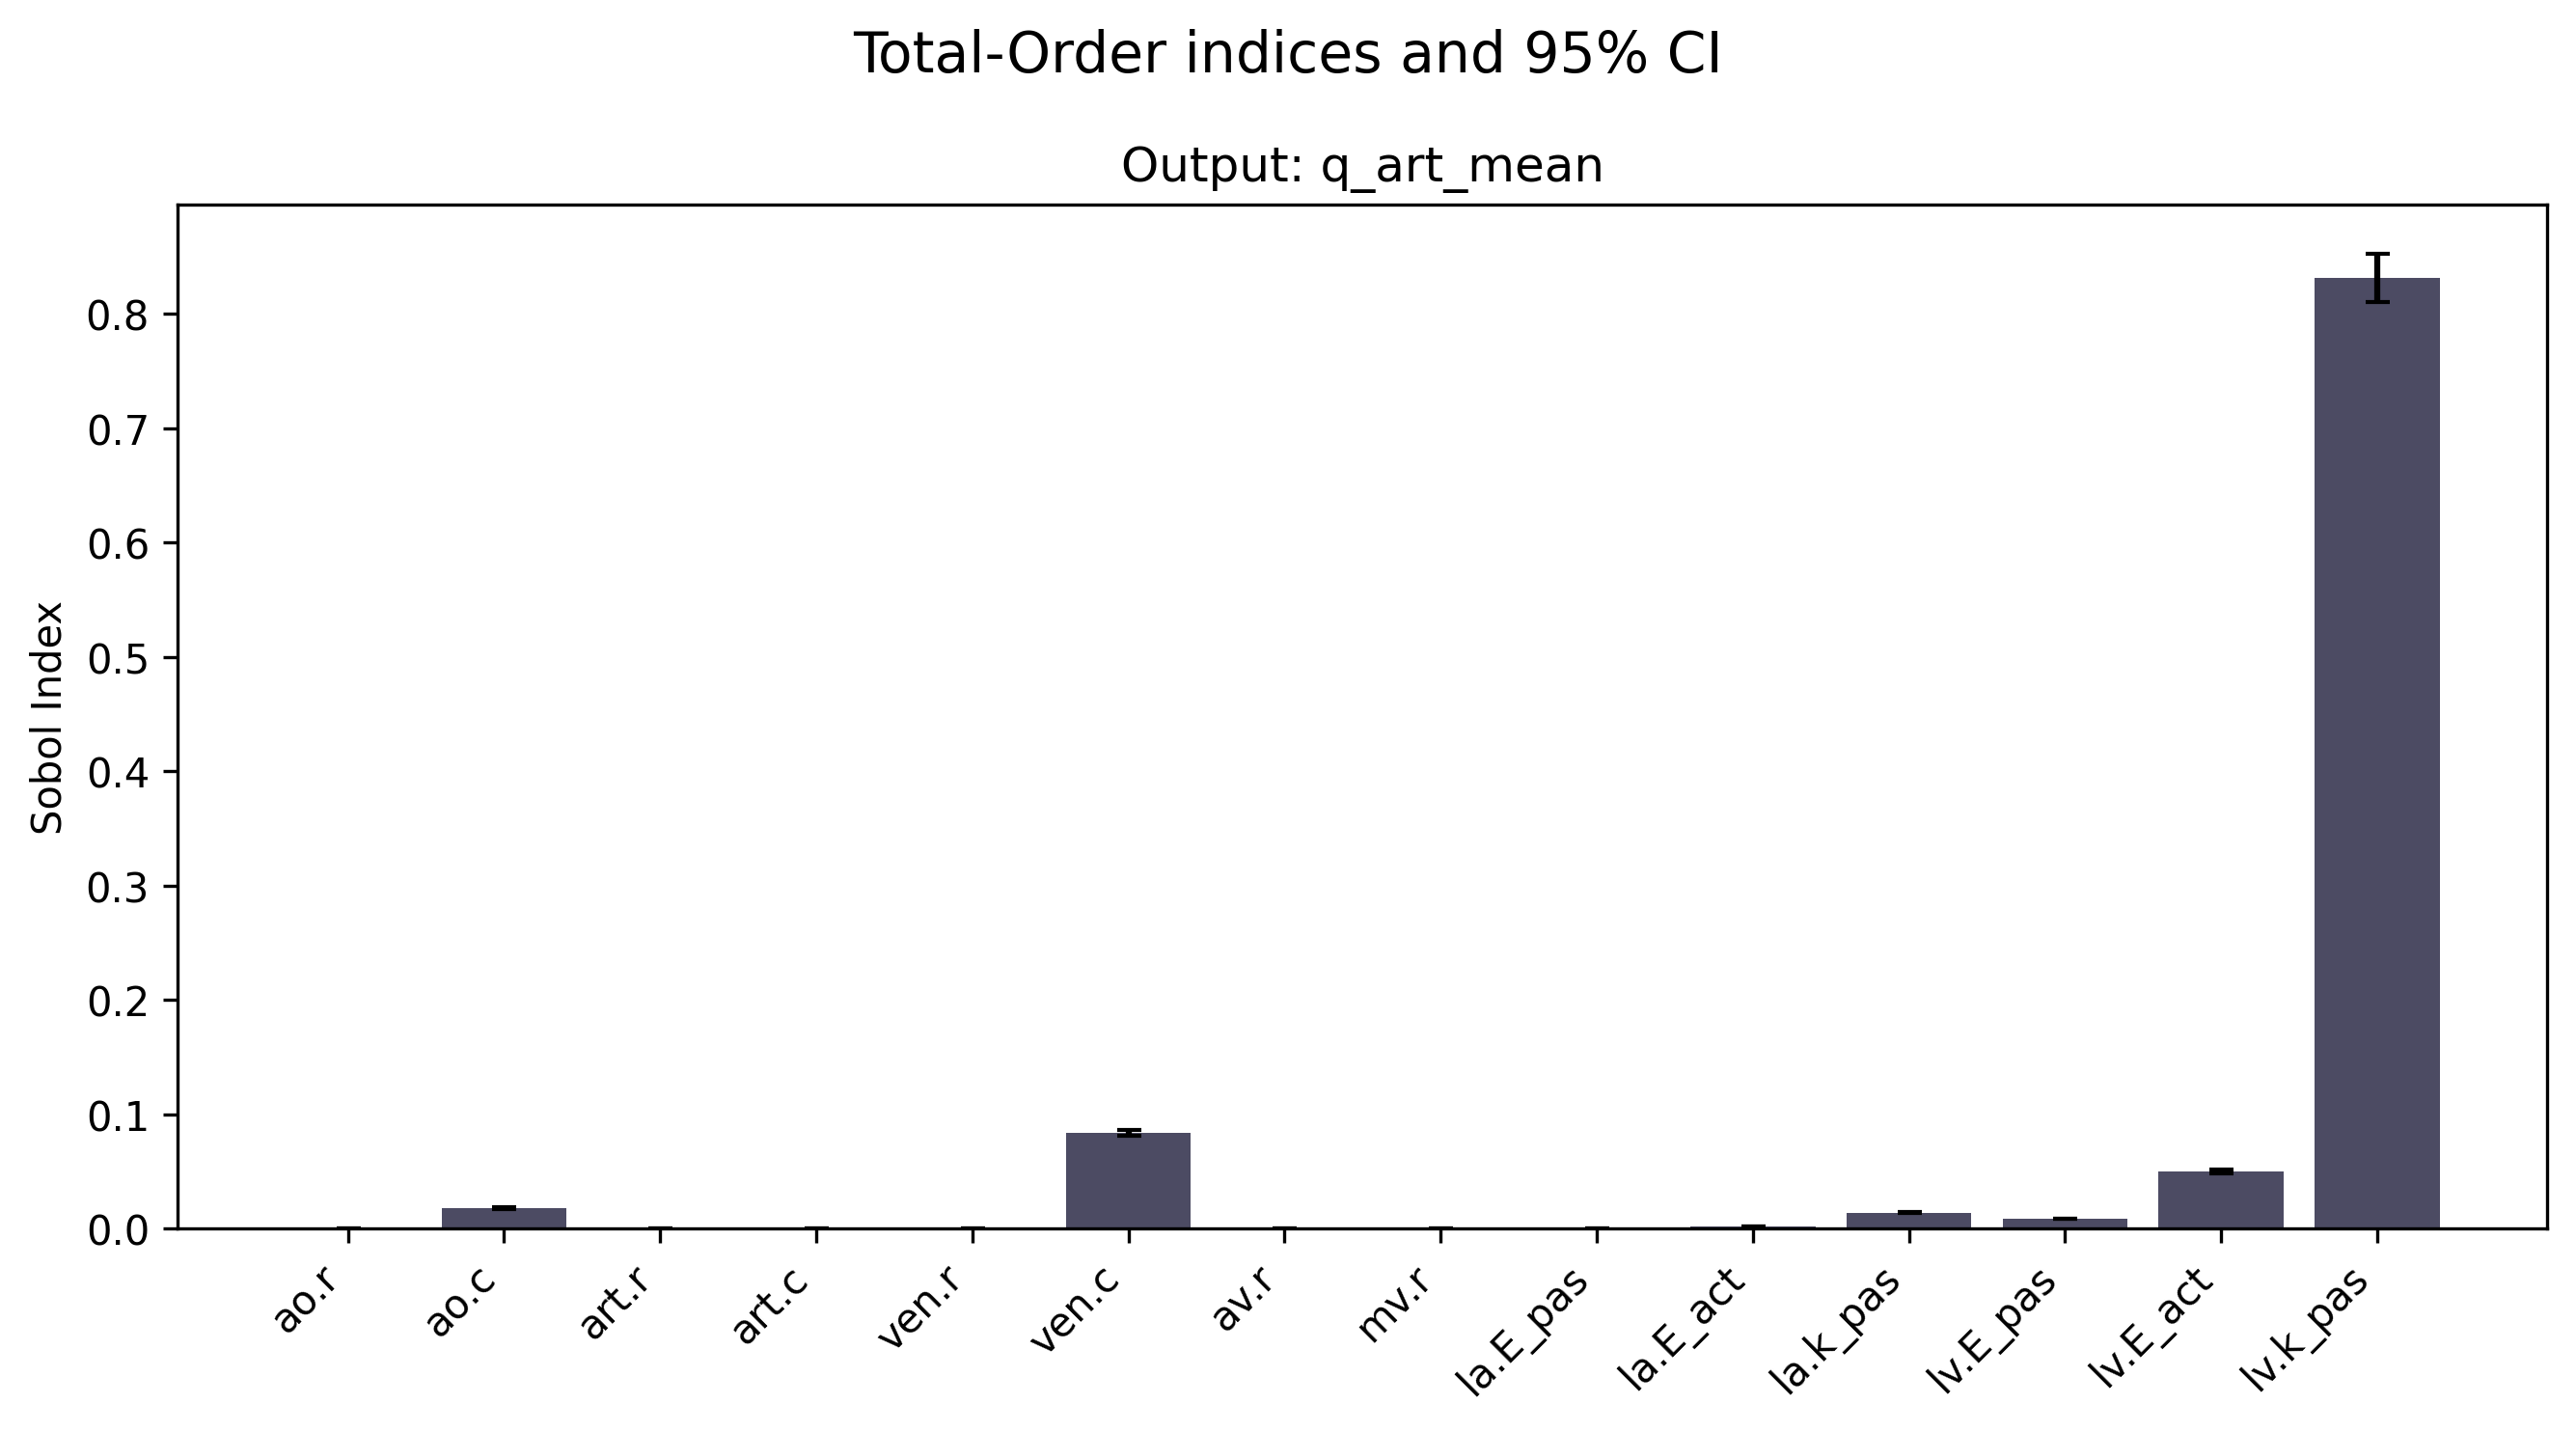 Total-Order indices and 95% CI
Output: q_art_mean
Sobol Index
0.8
0.7
0.6
0.5
0.4
0.3
0.2
0.1
0.0
ao.r
ao.c
art.r
art.c
ven.r
ven.c
av.r
mv.r
la.E_pas
la.E_act
la.k_pas
lv.E_pas
lv.E_act
lv.k_pas